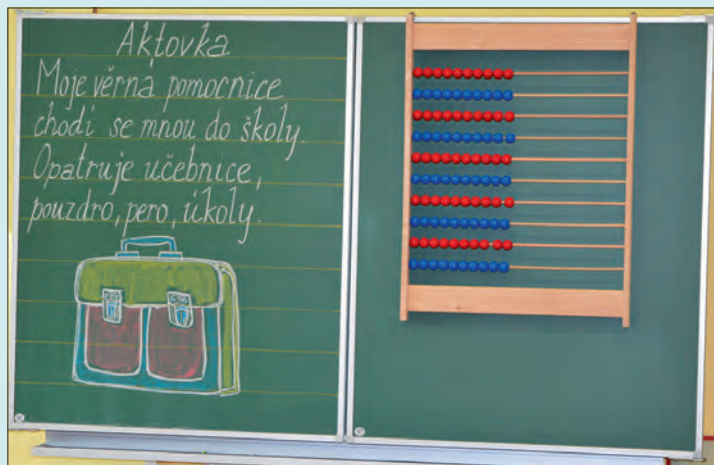 Aktovka
Moje věrná pomocnice
chodí se mnou do školy.
Opatruje učebnice,
pouzdro, pero, úkoly.